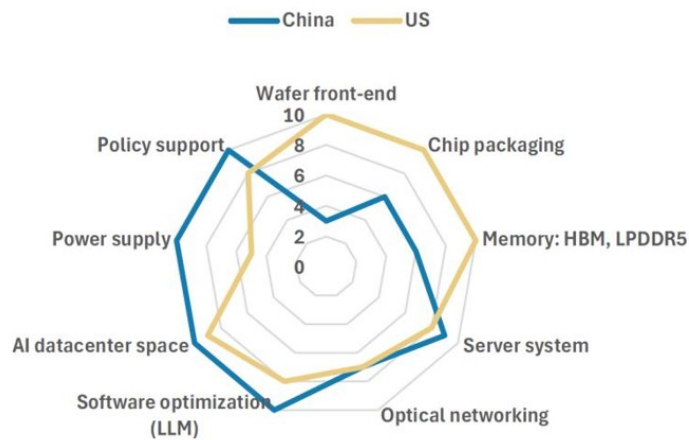 China US
Wafer front-end
10
Policy support
Chip packaging
8
6
4
Power supply
Memory: HBM, LPDDR5
2
0
AI datacenter space
Server system
Software optimization
(LLM)
Optical networking